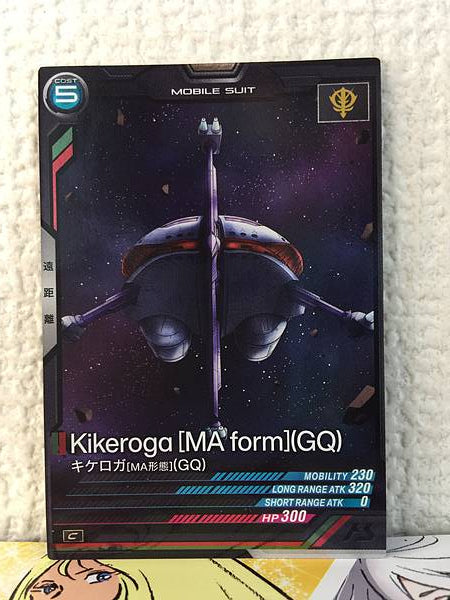 COST
5
MOBILE SUIT
遠距離
Kikeroga [MA form](GQ)
キケロガ[MA形態](GQ)
MOBILITY 230
LONG RANGE ATK 320
SHORT RANGE ATK 0
HP 300
C